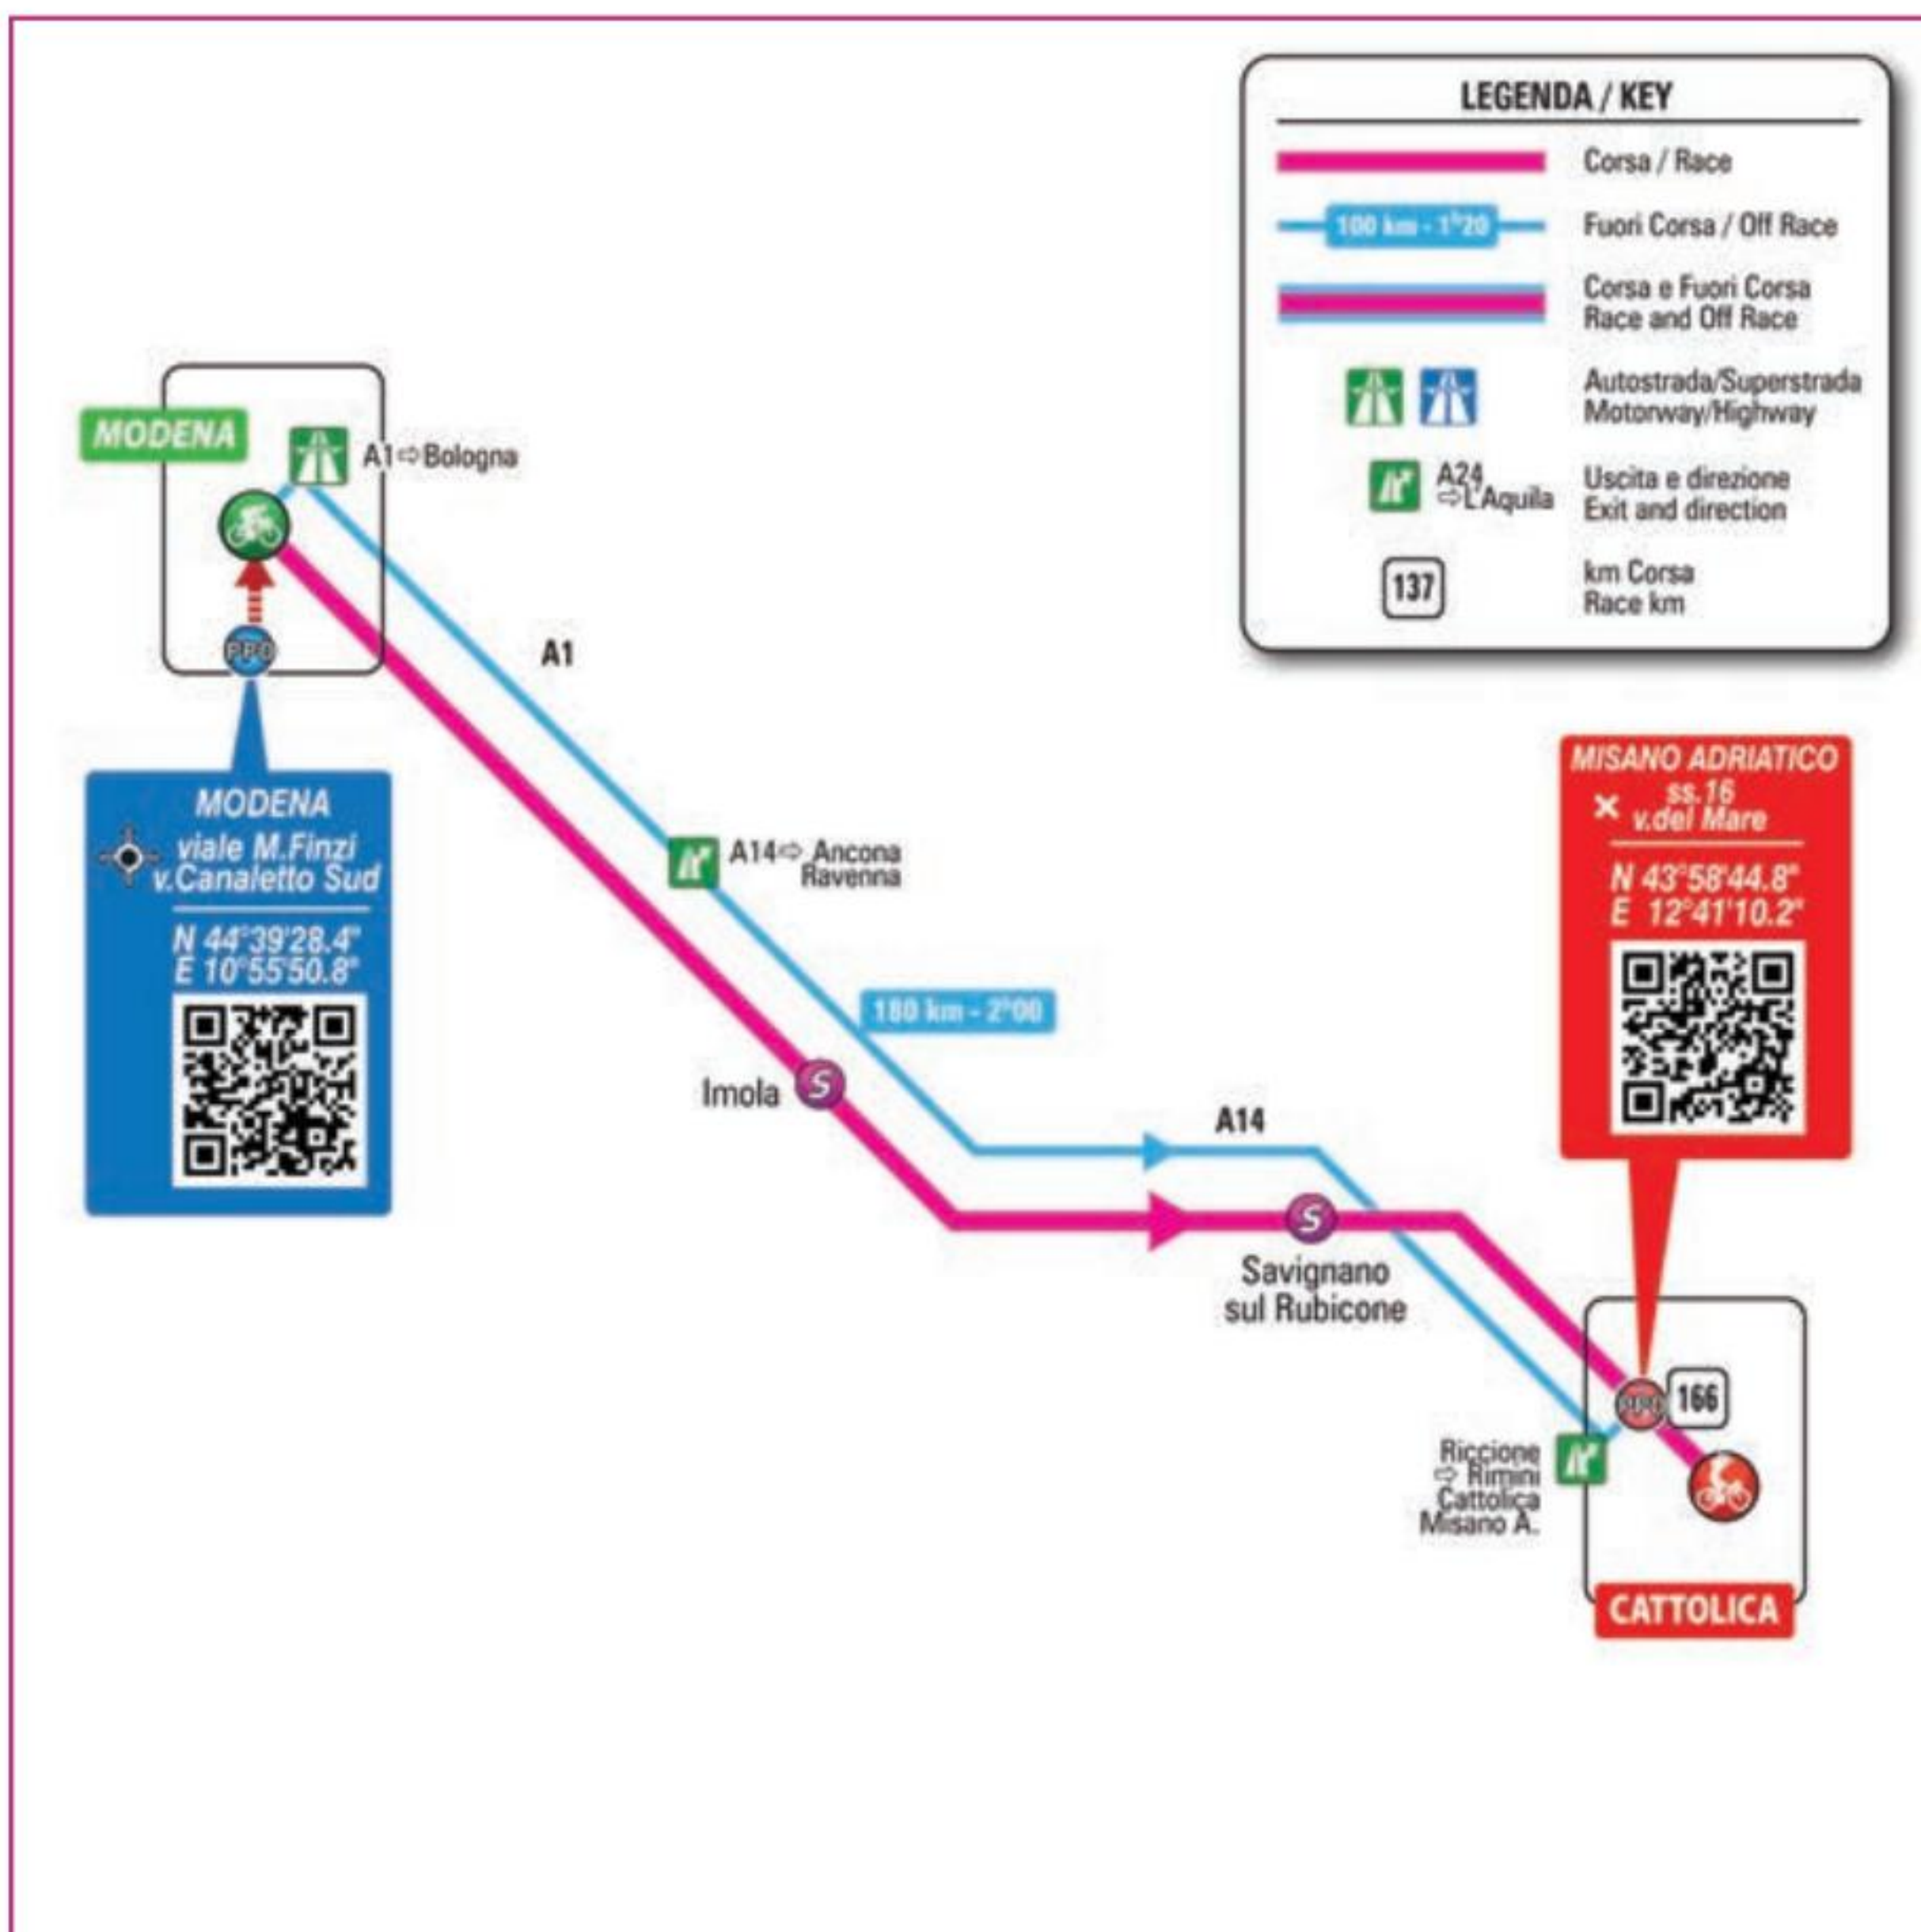 LEGENDA / KEY
Corsa / Race
100 km - 1ʰ20
Fuori Corsa / Off Race
Corsa e Fuori Corsa
Race and Off Race
Autostrada/Superstrada
Motorway/Highway
A24
⇨L'Aquila
Uscita e direzione
Exit and direction
137
km Corsa
Race km
MODENA
A1⇨Bologna
PPO
A1
MODENA
viale M.Finzi
v.Canaletto Sud
N 44°39'28.4"
E 10°55'50.8"
A14⇨ Ancona
Ravenna
180 km - 2ʰ00
Imola
S
A14
S
Savignano
sul Rubicone
MISANO ADRIATICO
ss.16
v.del Mare
N 43°58'44.8"
E 12°41'10.2"
PPO
166
Riccione
⇨ Rimini
Cattolica
Misano A.
CATTOLICA